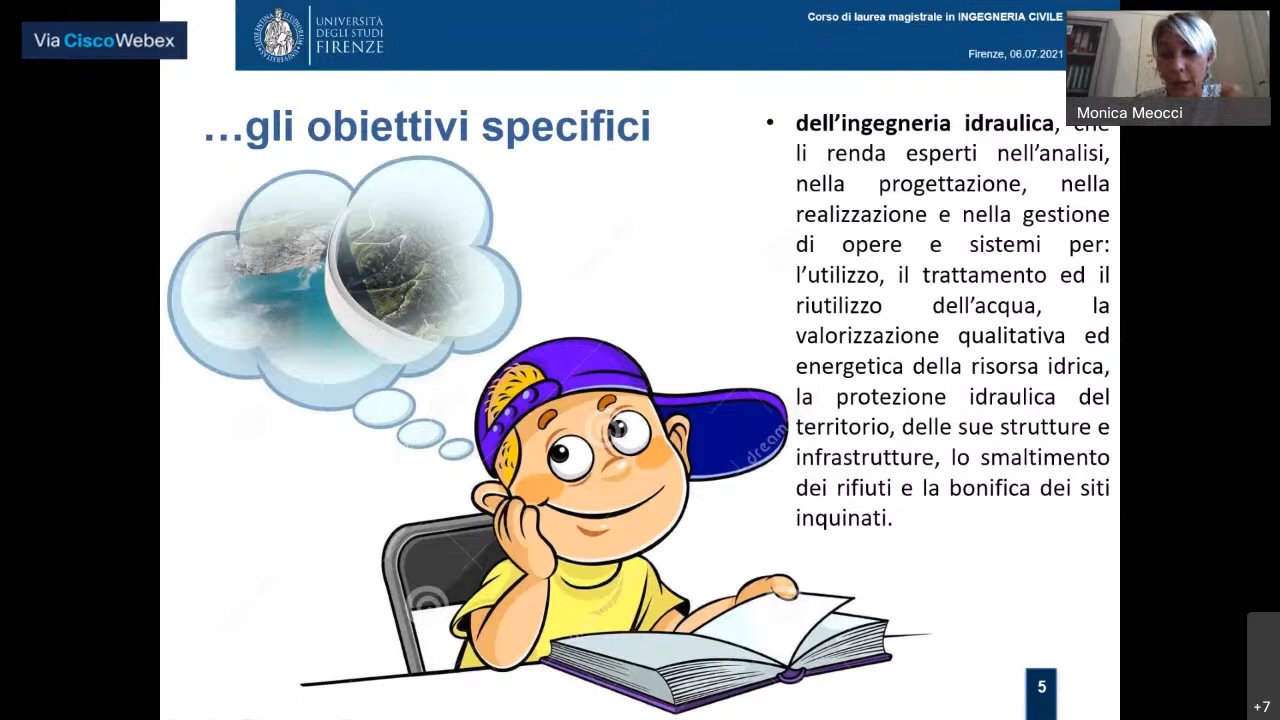 Via Cisco Webex
UNIVERSITÀ
DEGLI STUDI
FIRENZE
Corso di laurea magistrale in INGEGNERIA CIVILE
Firenze, 06.07.2021
Monica Meocci
…gli obiettivi specifici
• dell’ingegneria idraulica, che
li renda esperti nell’analisi,
nella progettazione, nella
realizzazione e nella gestione
di opere e sistemi per:
l’utilizzo, il trattamento ed il
riutilizzo dell’acqua, la
valorizzazione qualitativa ed
energetica della risorsa idrica,
la protezione idraulica del
territorio, delle sue strutture e
infrastrutture, lo smaltimento
dei rifiuti e la bonifica dei siti
inquinati.
dream
5
+7